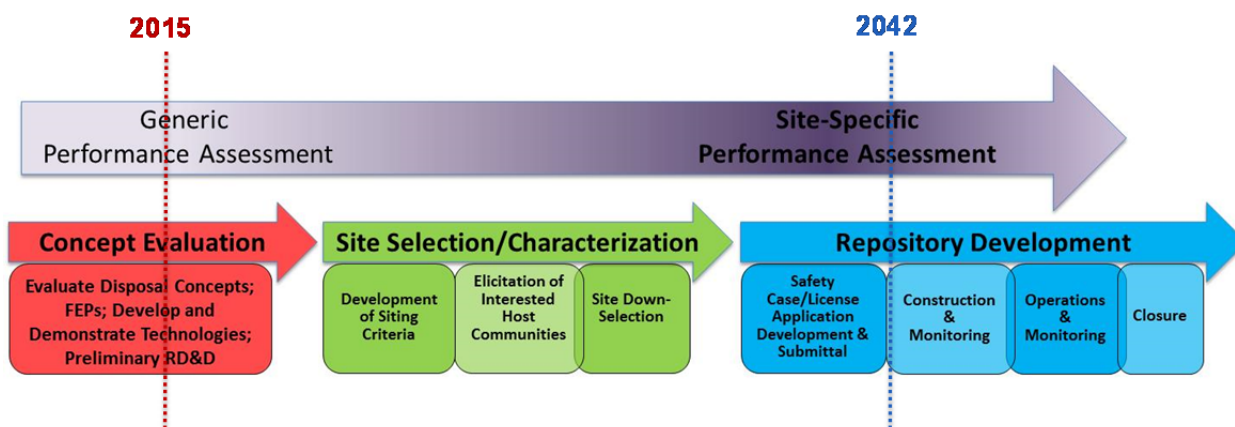 2015
2042
Generic
Performance Assessment
Site-Specific
Performance Assessment
Concept Evaluation
Site Selection/Characterization
Repository Development
Evaluate Disposal Concepts;
FEPs; Develop and
Demonstrate Technologies;
Preliminary RD&D
Development
of Siting
Criteria
Elicitation of
Interested
Host
Communities
Site Down-
Selection
Safety
Case/License
Application
Development &
Submittal
Construction
&
Monitoring
Operations
&
Monitoring
Closure